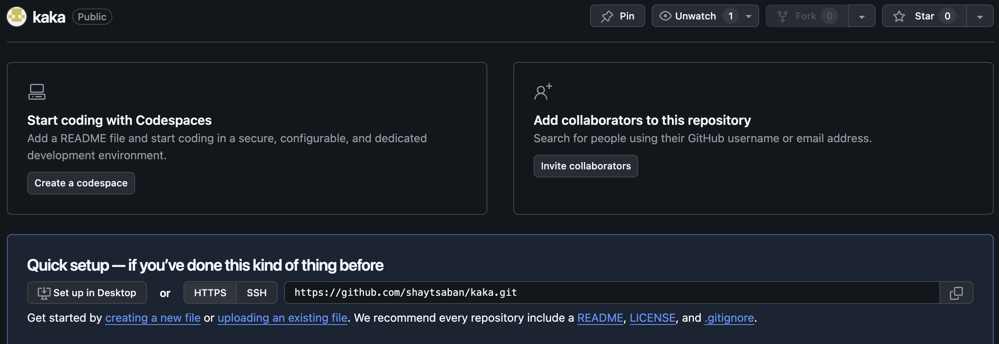 kaka Public Pin Unwatch 1 Fork 0 Star 0
Start coding with Codespaces
Add a README file and start coding in a secure, configurable, and dedicated
development environment.
Create a codespace
Add collaborators to this repository
Search for people using their GitHub username or email address.
Invite collaborators
Quick setup — if you’ve done this kind of thing before
Set up in Desktop or HTTPS SSH https://github.com/shaytsaban/kaka.git
Get started by creating a new file or uploading an existing file. We recommend every repository include a README, LICENSE, and .gitignore.